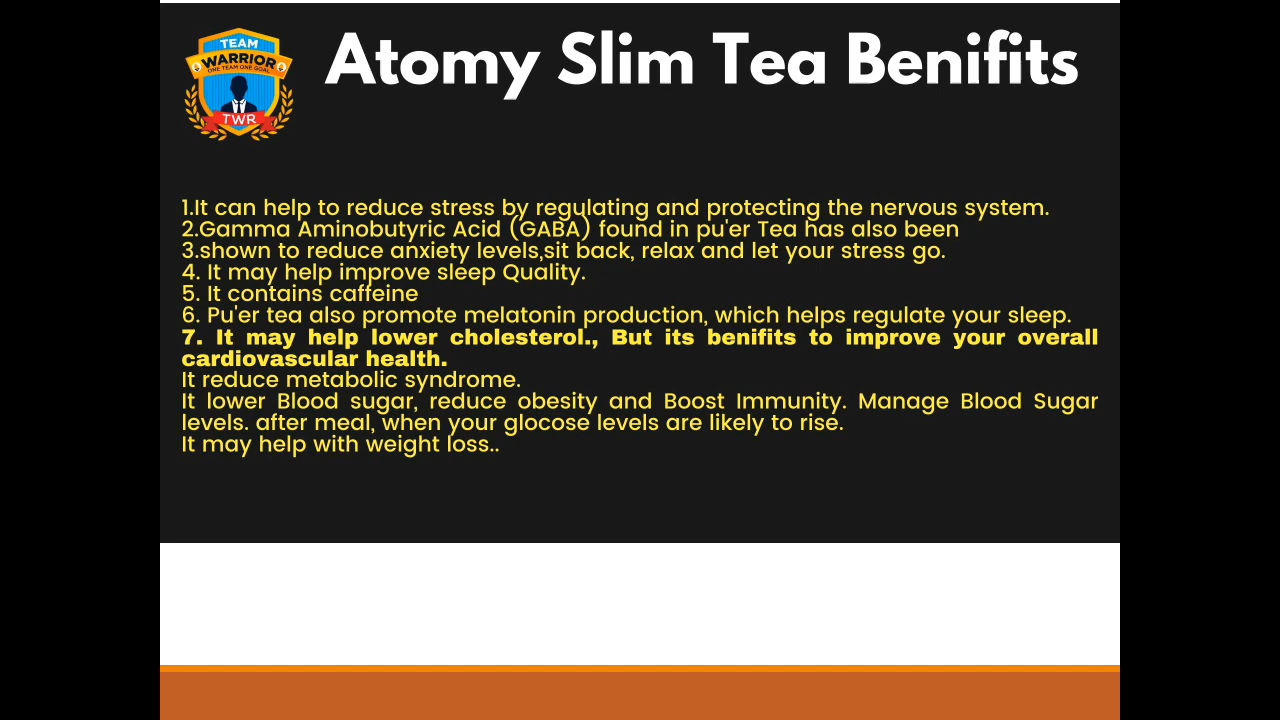 TEAM
WARRIOR
ONE TEAM ONE GOAL
TWR
Atomy Slim Tea Benifits
1.It can help to reduce stress by regulating and protecting the nervous system.
2.Gamma Aminobutyric Acid (GABA) found in pu'er Tea has also been
3.shown to reduce anxiety levels,sit back, relax and let your stress go.
4. It may help improve sleep Quality.
5. It contains caffeine
6. Pu'er tea also promote melatonin production, which helps regulate your sleep.
7. It may help lower cholesterol., But its benifits to improve your overall
cardiovascular health.
It reduce metabolic syndrome.
It lower Blood sugar, reduce obesity and Boost Immunity. Manage Blood Sugar
levels. after meal, when your glocose levels are likely to rise.
It may help with weight loss..